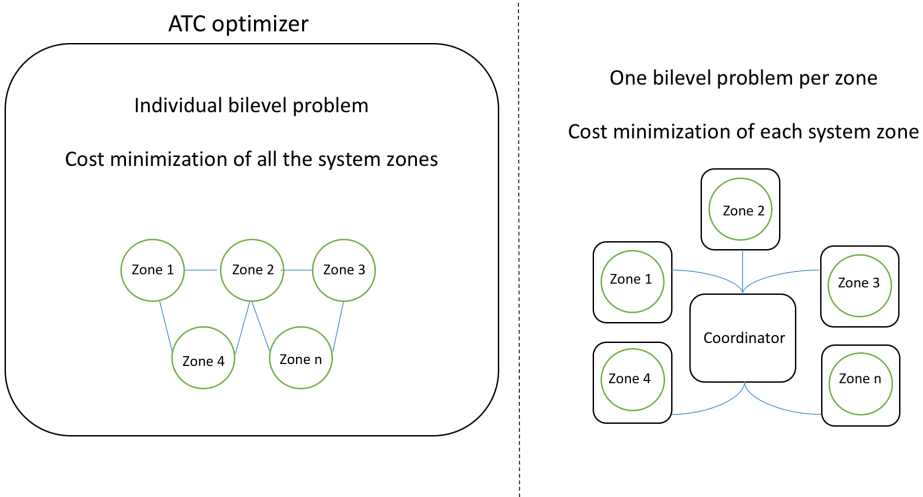 ATC optimizer
Individual bilevel problem
Cost minimization of all the system zones
Zone 1
Zone 2
Zone 3
Zone 4
Zone n
One bilevel problem per zone
Cost minimization of each system zone
Zone 2
Zone 1
Zone 3
Coordinator
Zone 4
Zone n